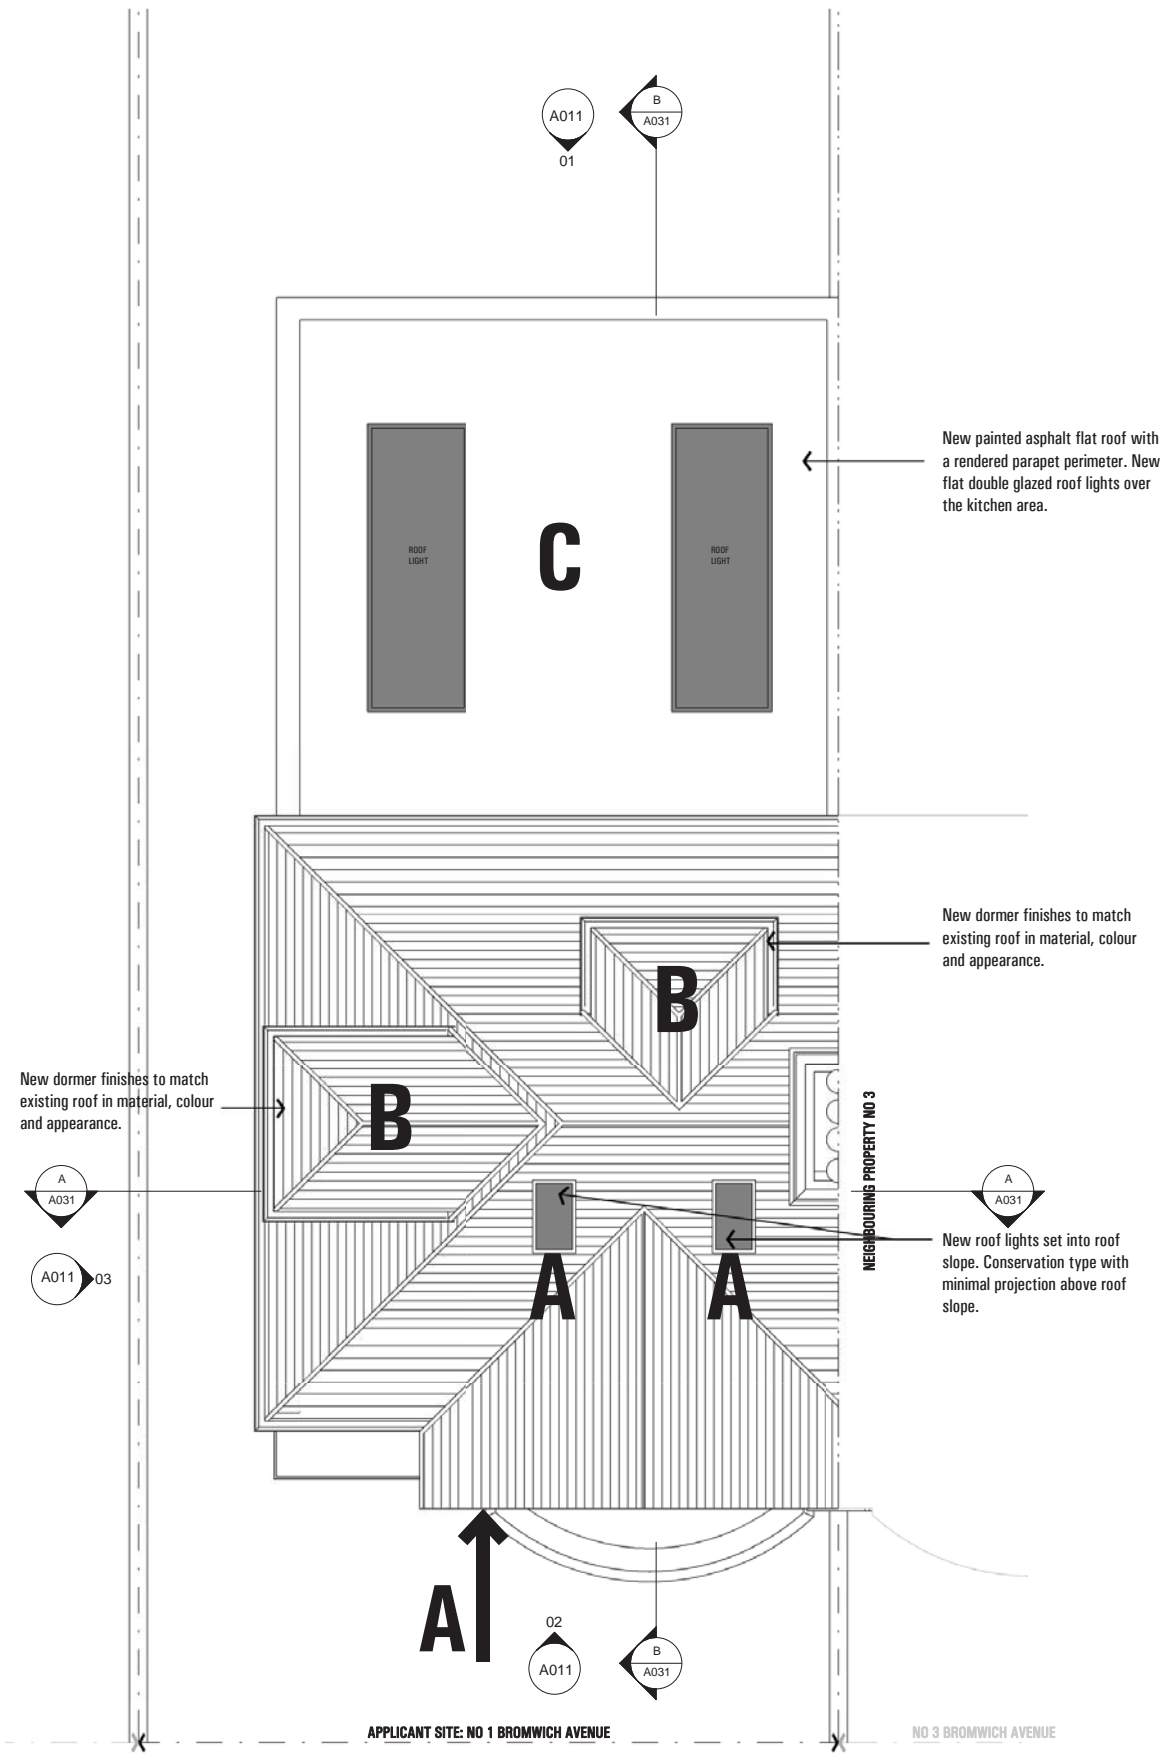 A011
01
B
A031
New painted asphalt flat roof with
a rendered parapet perimeter. New
flat double glazed roof lights over
the kitchen area.
ROOF
LIGHT
C
ROOF
LIGHT
New dormer finishes to match
existing roof in material, colour
and appearance.
B
New dormer finishes to match
existing roof in material, colour
and appearance.
B
NEIGHBOURING PROPERTY NO 3
A
A031
A
A031
New roof lights set into roof
slope. Conservation type with
minimal projection above roof
slope.
A011
03
A
A
A
02
A011
B
A031
APPLICANT SITE: NO 1 BROMWICH AVENUE
NO 3 BROMWICH AVENUE